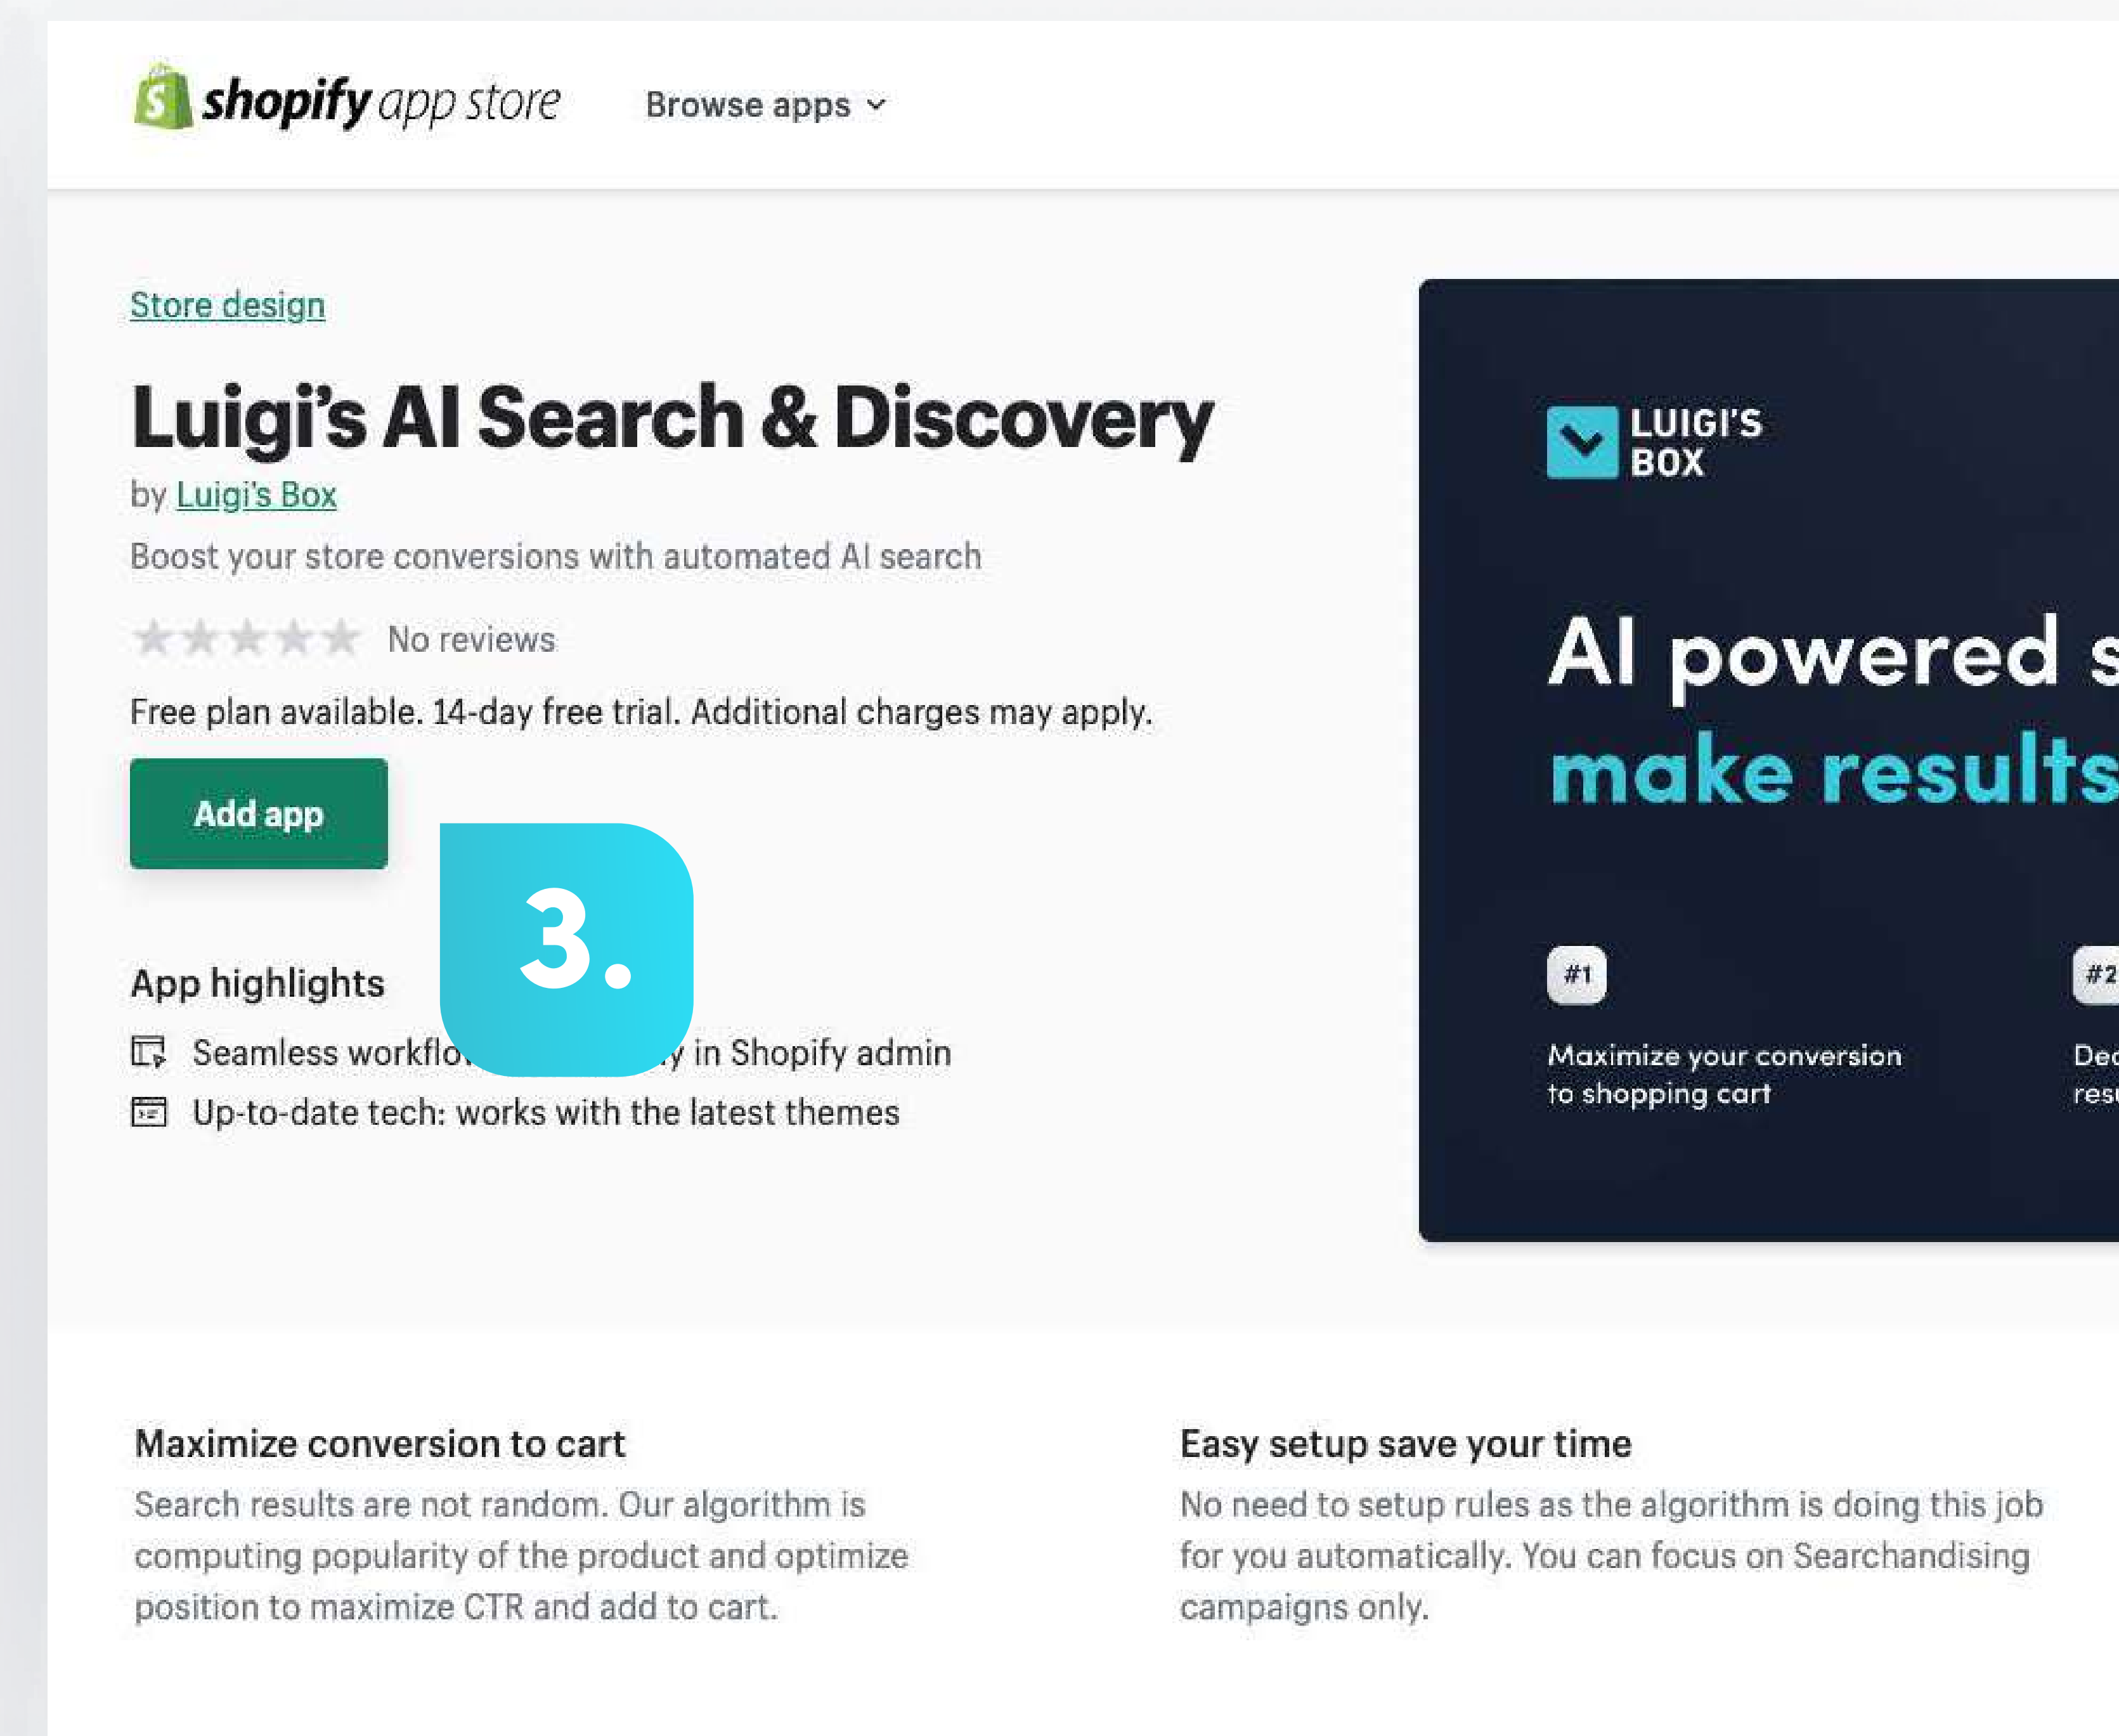 shopify app store Browse apps
Store design
Luigi's AI Search & Discovery
by Luigi's Box
Boost your store conversions with automated AI search
No reviews
Free plan available. 14-day free trial. Additional charges may apply.
Add app
3.
App highlights
Seamless in Shopify admin
Up-to-date tech: works with the latest themes
LUIGI'S
BOX
AI powered
make results
#1
Maximize your conversion
to shopping cart
#2
Maximize conversion to cart
Search results are not random. Our algorithm is
computing popularity of the product and optimize
position to maximize CTR and add to cart.
Easy setup save your time
No need to setup rules as the algorithm is doing this job
for you automatically. You can focus on Searchandising
campaigns only.